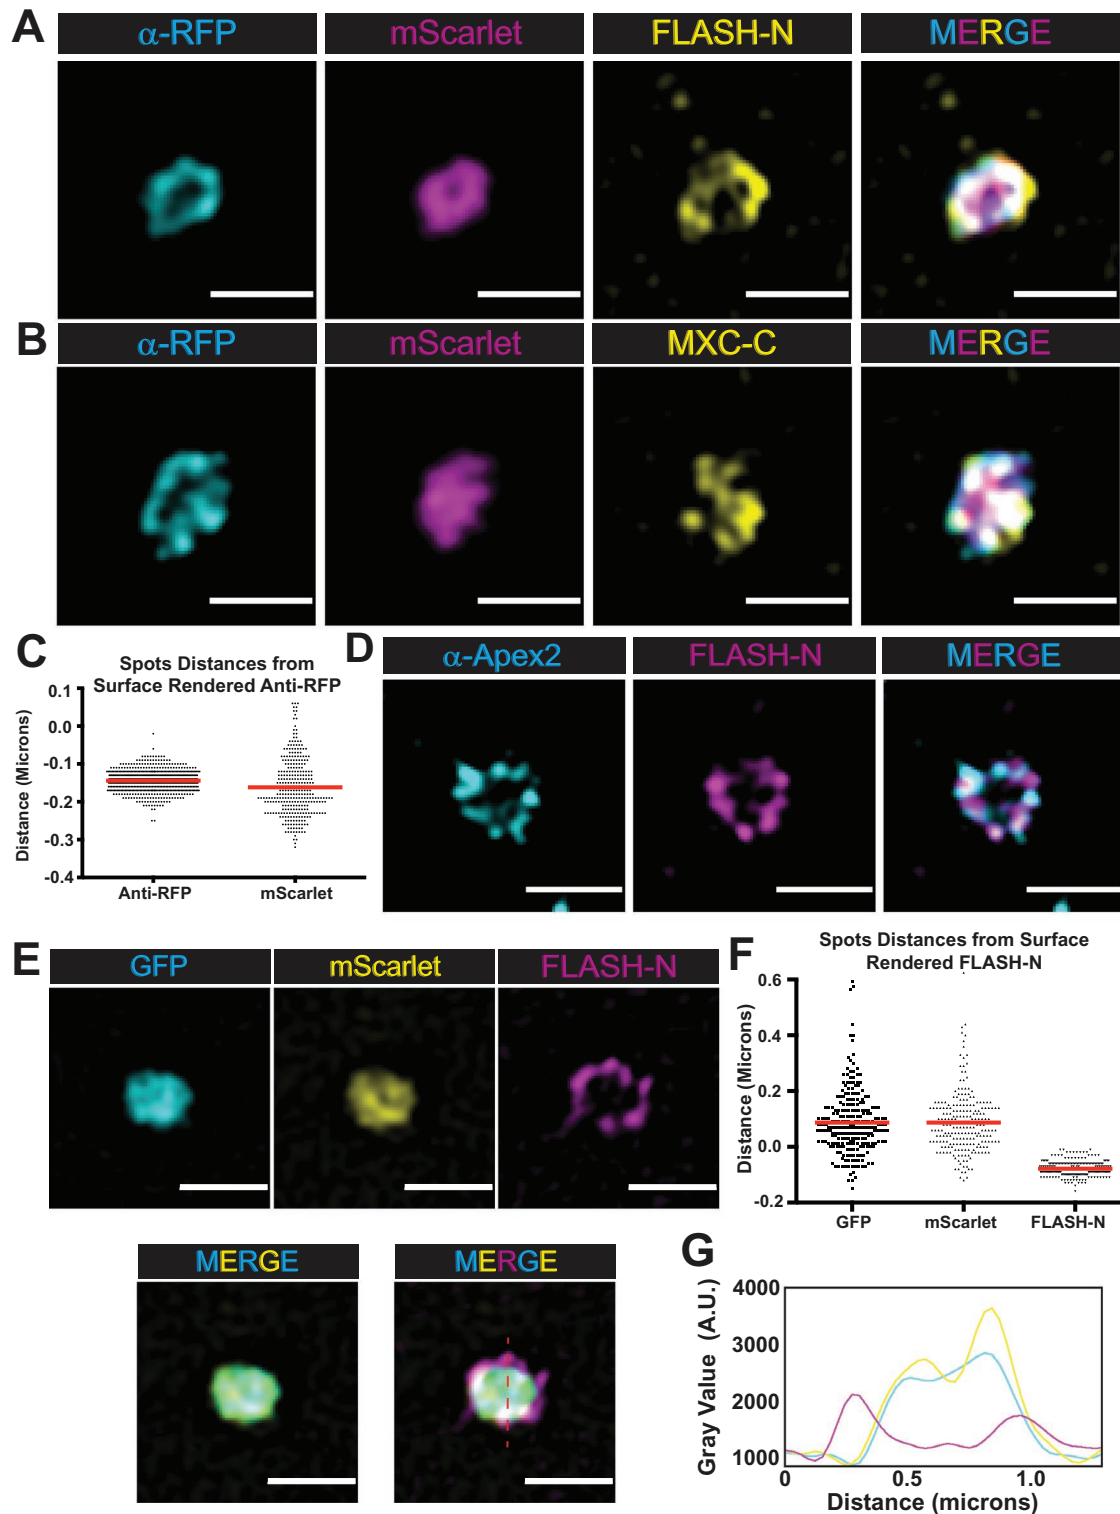 A
α-RFP mScarlet FLASH-N MERGE
B
α-RFP mScarlet MXC-C MERGE
C
Spots Distances from
Surface Rendered Anti-RFP
Distance (Microns)
0.1
0.0
-0.1
-0.2
-0.3
-0.4
Anti-RFP mScarlet
D
α-Apex2 FLASH-N MERGE
E
GFP mScarlet FLASH-N
MERGE MERGE
F
Spots Distances from Surface
Rendered FLASH-N
Distance (Microns)
0.6
0.4
0.2
0.0
-0.2
GFP mScarlet FLASH-N
G
Gray Value (A.U.)
4000
3000
2000
1000
0 0.5 1.0
Distance (microns)